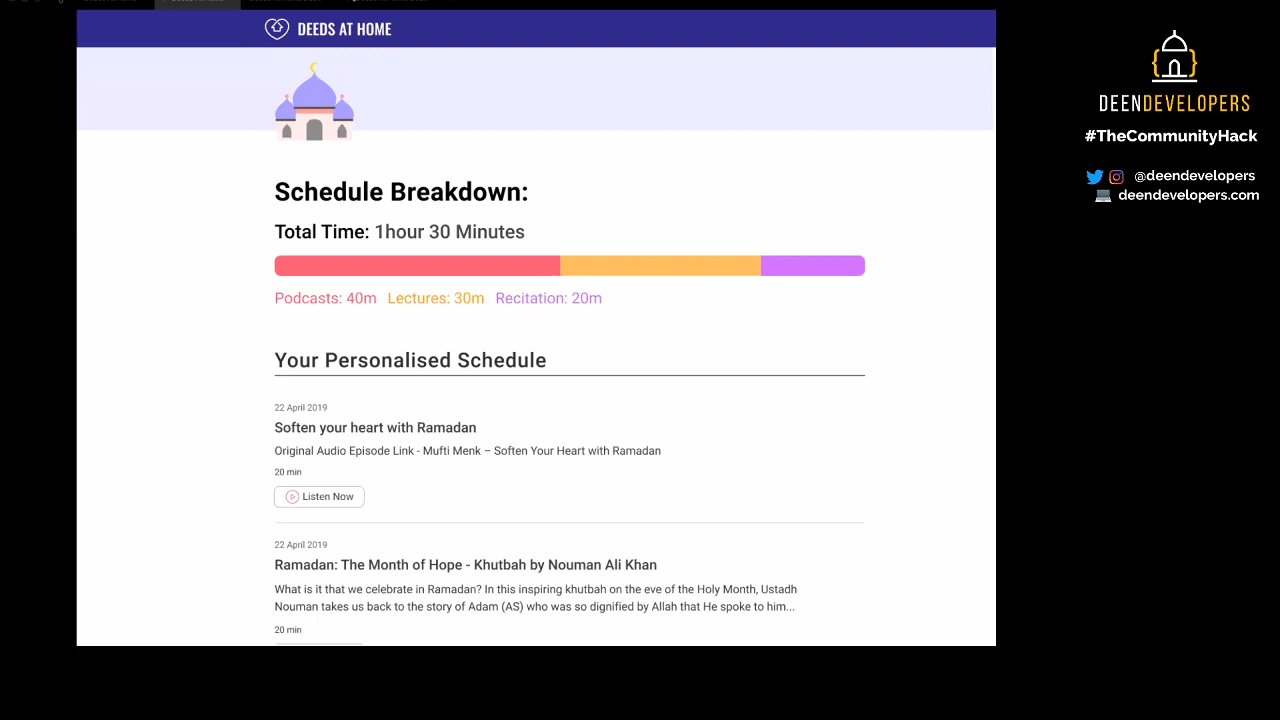 DEEDS AT HOME
Schedule Breakdown:
Total Time: 1hour 30 Minutes
Podcasts: 40m Lectures: 30m Recitation: 20m
Your Personalised Schedule
22 April 2019
Soften your heart with Ramadan
Original Audio Episode Link - Mufti Menk – Soften Your Heart with Ramadan
20 min
Listen Now
22 April 2019
Ramadan: The Month of Hope - Khutbah by Nouman Ali Khan
What is it that we celebrate in Ramadan? In this inspiring khutbah on the eve of the Holy Month, Ustadh
Nouman takes us back to the story of Adam (AS) who was so dignified by Allah that He spoke to him...
20 min
DEENDEVELOPERS
#TheCommunityHack
@deendevelopers
deendevelopers.com